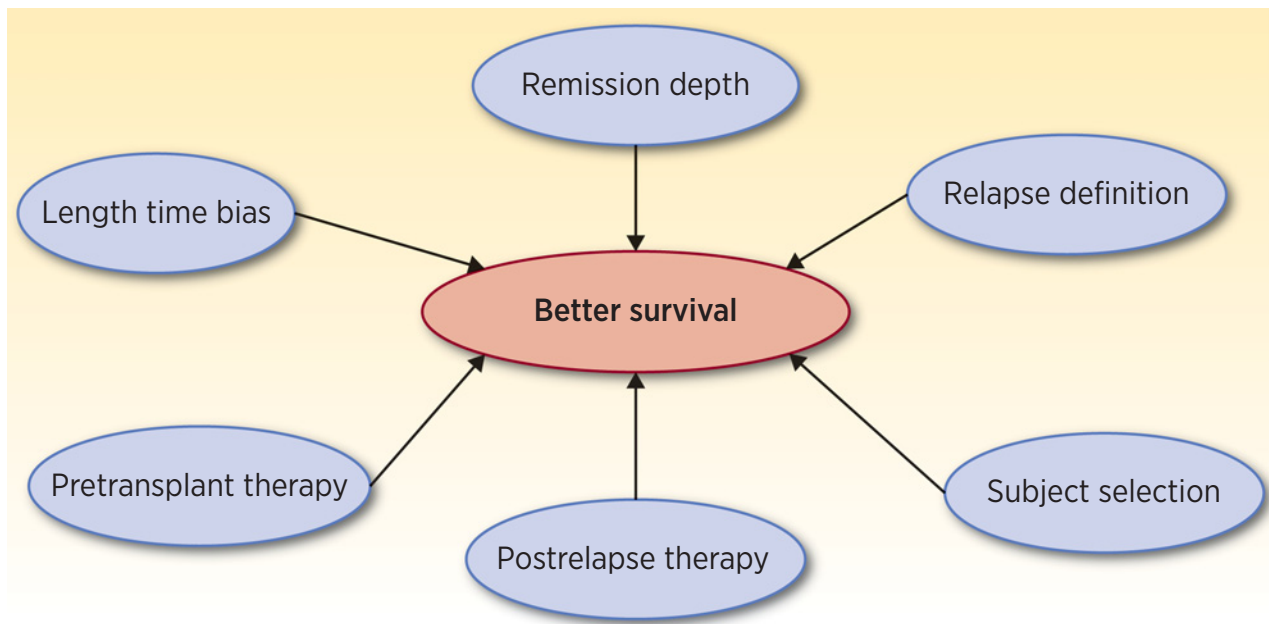 Remission depth
Relapse definition
Length time bias
Better survival
Pretransplant therapy
Subject selection
Postrelapse therapy